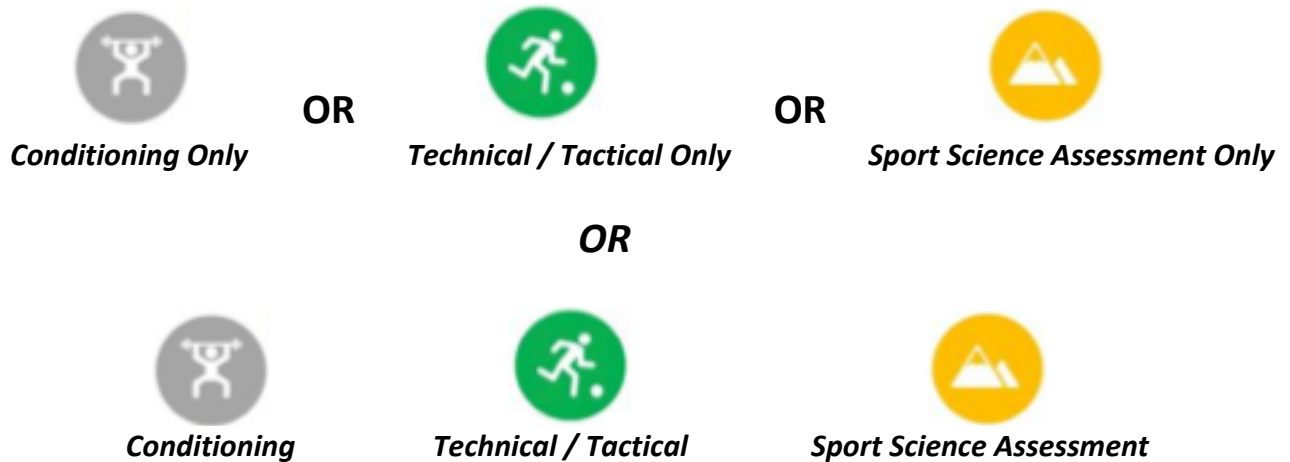 OR OR
Conditioning Only Technical / Tactical Only Sport Science Assessment Only
OR
Conditioning Technical / Tactical Sport Science Assessment